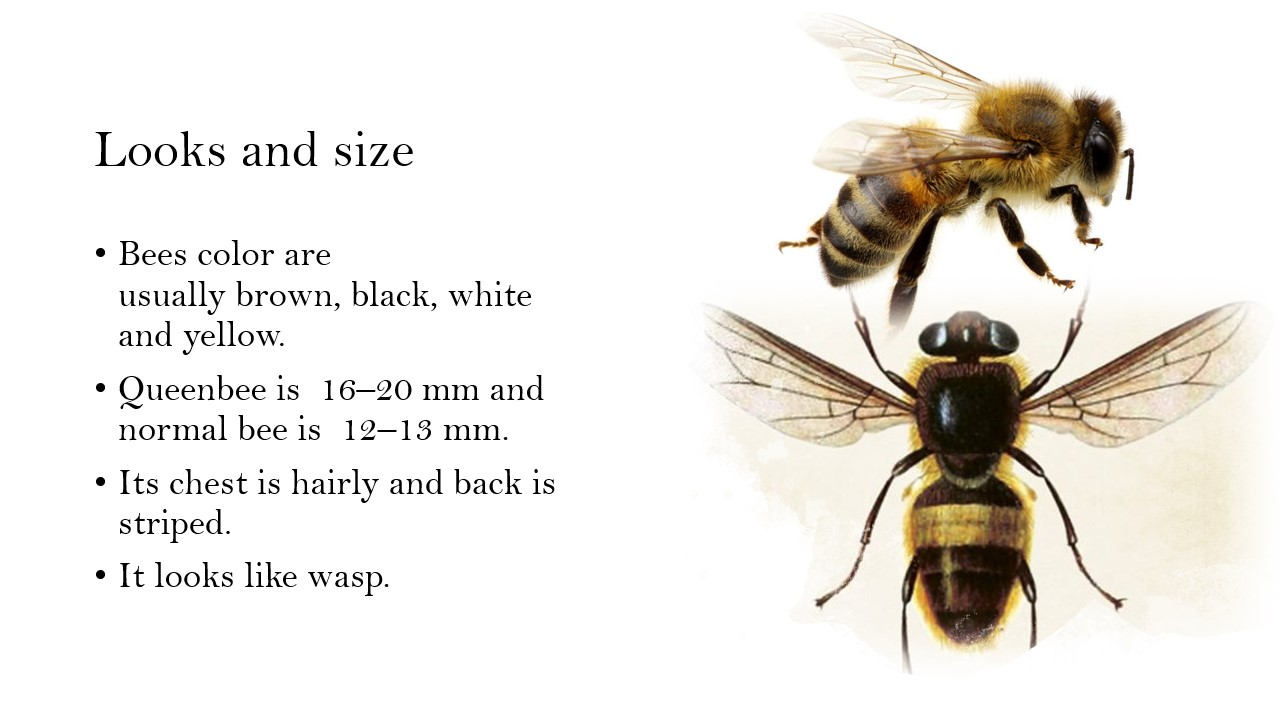 Looks and size
• Bees color are
usually brown, black, white
and yellow.
• Queenbee is  16–20 mm and
normal bee is  12–13 mm.
• Its chest is hairly and back is
striped.
• It looks like wasp.